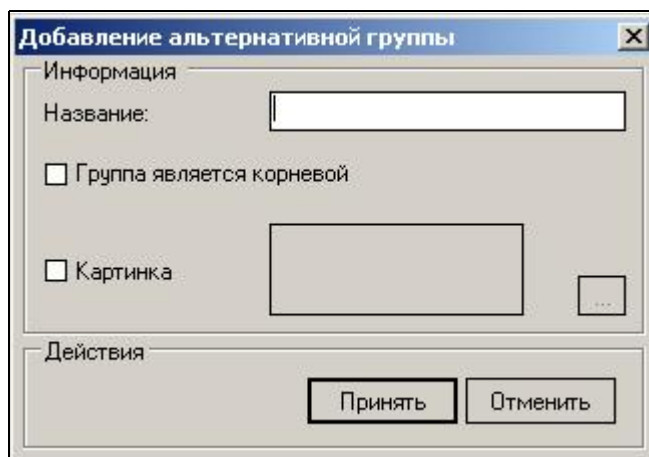 Добавление альтернативной группы
Информация
Название:
Группа является корневой
Картинка
...
Действия
Принять Отменить